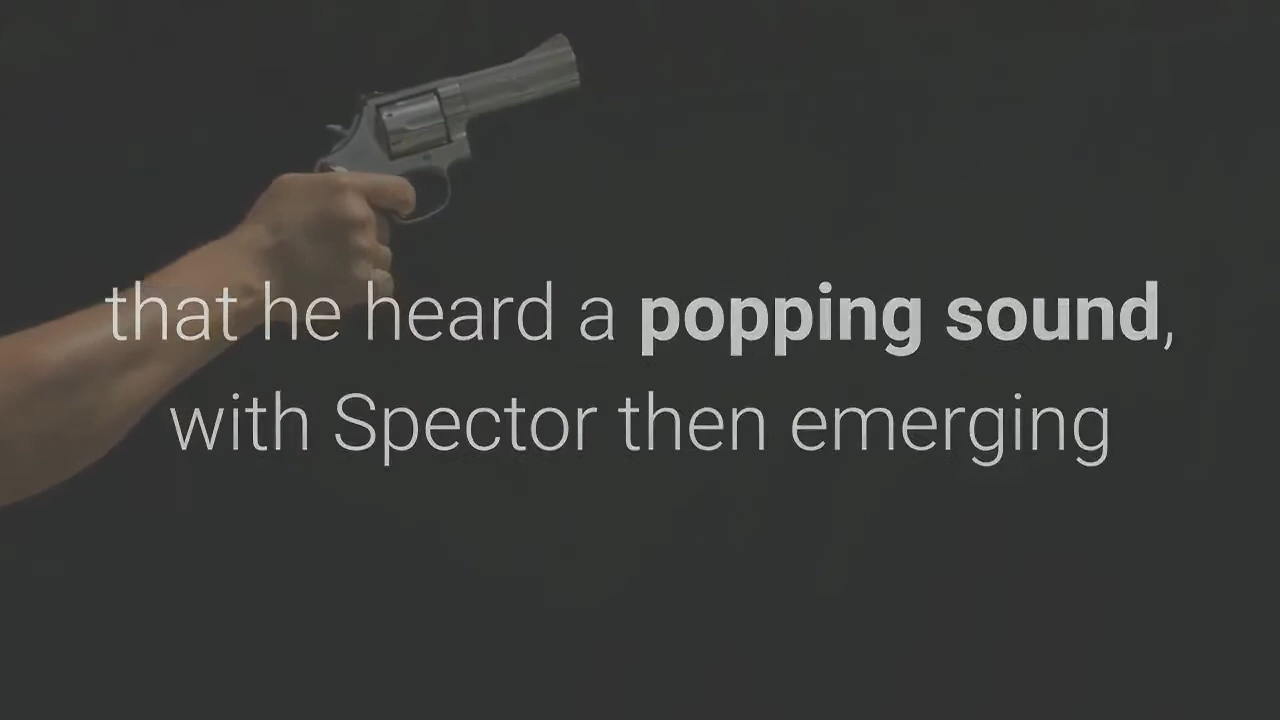 that he heard a popping sound,
with Spector then emerging